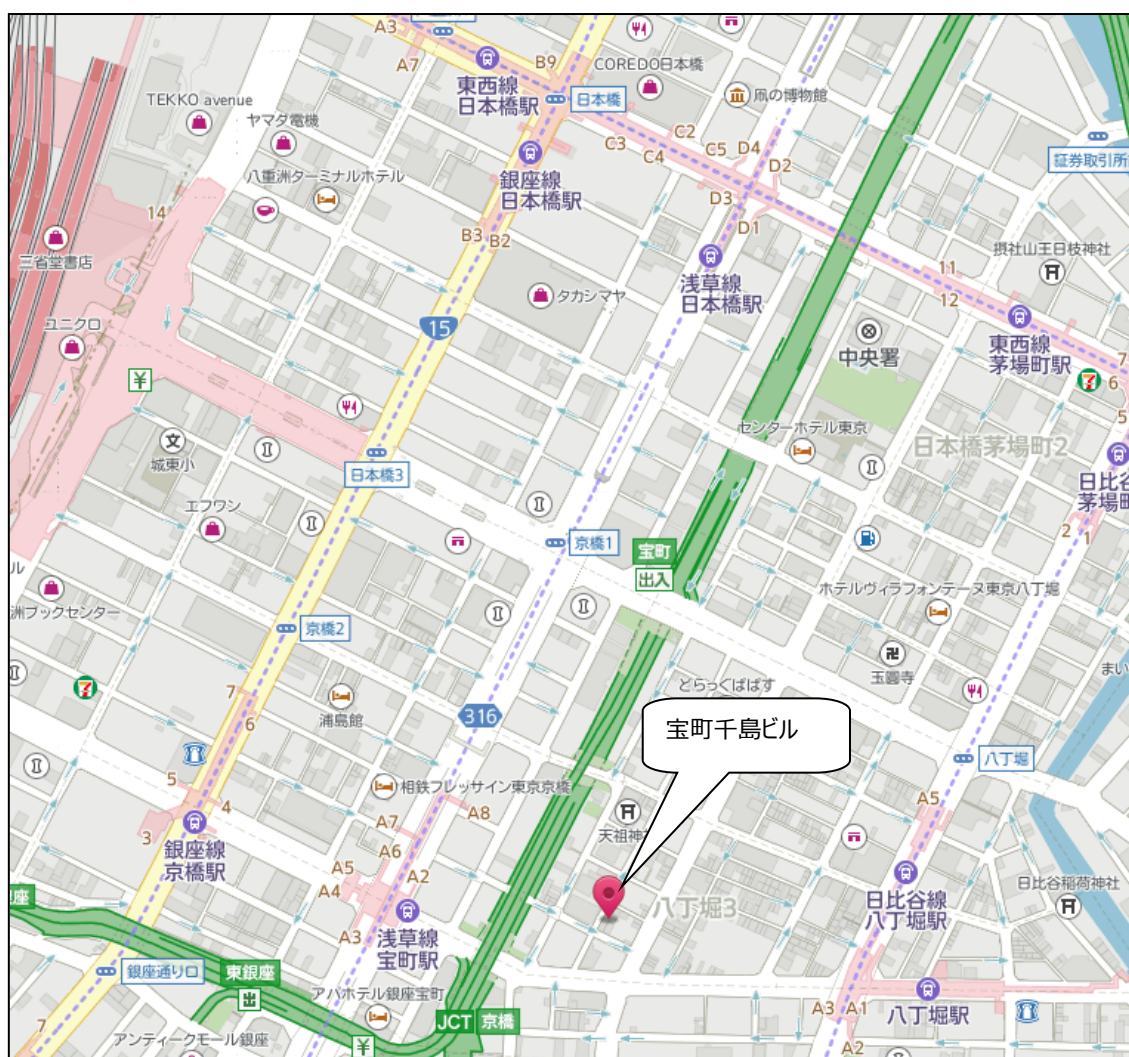 A3
A7
東西線
日本橋駅
B9
日本橋
COREDO日本橋
凧の博物館
TEKKO avenue
ヤマダ電機
八重洲ターミナルホテル
銀座線
日本橋駅
C2
C3
C4
C5
D4
D2
D3
D1
証券取引所
14
B3
B2
三省堂書店
タカシマヤ
浅草線
日本橋駅
摂社山王日枝神社
11
12
ユニクロ
15
中央署
東西線
茅場町駅
7
6
5
¥
城東小
文
日本橋3
センターホテル東京
日本橋茅場町2
日比谷
茅場町
エフワン
京橋1
宝町
出入
2
1
ル
洲ブックセンター
京橋2
ホテルヴィラフォンテーヌ東京八丁堀
玉圓寺
まい
とらっくばぱす
7
6
浦島館
316
宝町千島ビル
八丁堀
5
4
3
相鉄フレッサイン東京京橋
A8
A7
A6
A5
A4
A2
A3
銀座線
京橋駅
天祖神
A5
八丁堀3
日比谷線
八丁堀駅
日比谷稲荷神社
座
浅草線
宝町駅
銀座通り口
東銀座
出
アパホテル銀座宝町
JCT 京橋
A3
A1
八丁堀駅
A2
7
アンティークモール銀座
¥